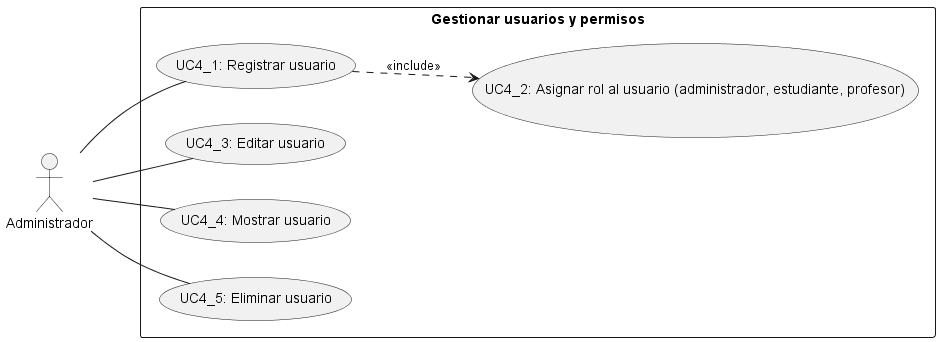 Gestionar usuarios y permisos
UC4_1: Registrar usuario
«include»
UC4_2: Asignar rol al usuario (administrador, estudiante, profesor)
UC4_3: Editar usuario
Administrador
UC4_4: Mostrar usuario
UC4_5: Eliminar usuario